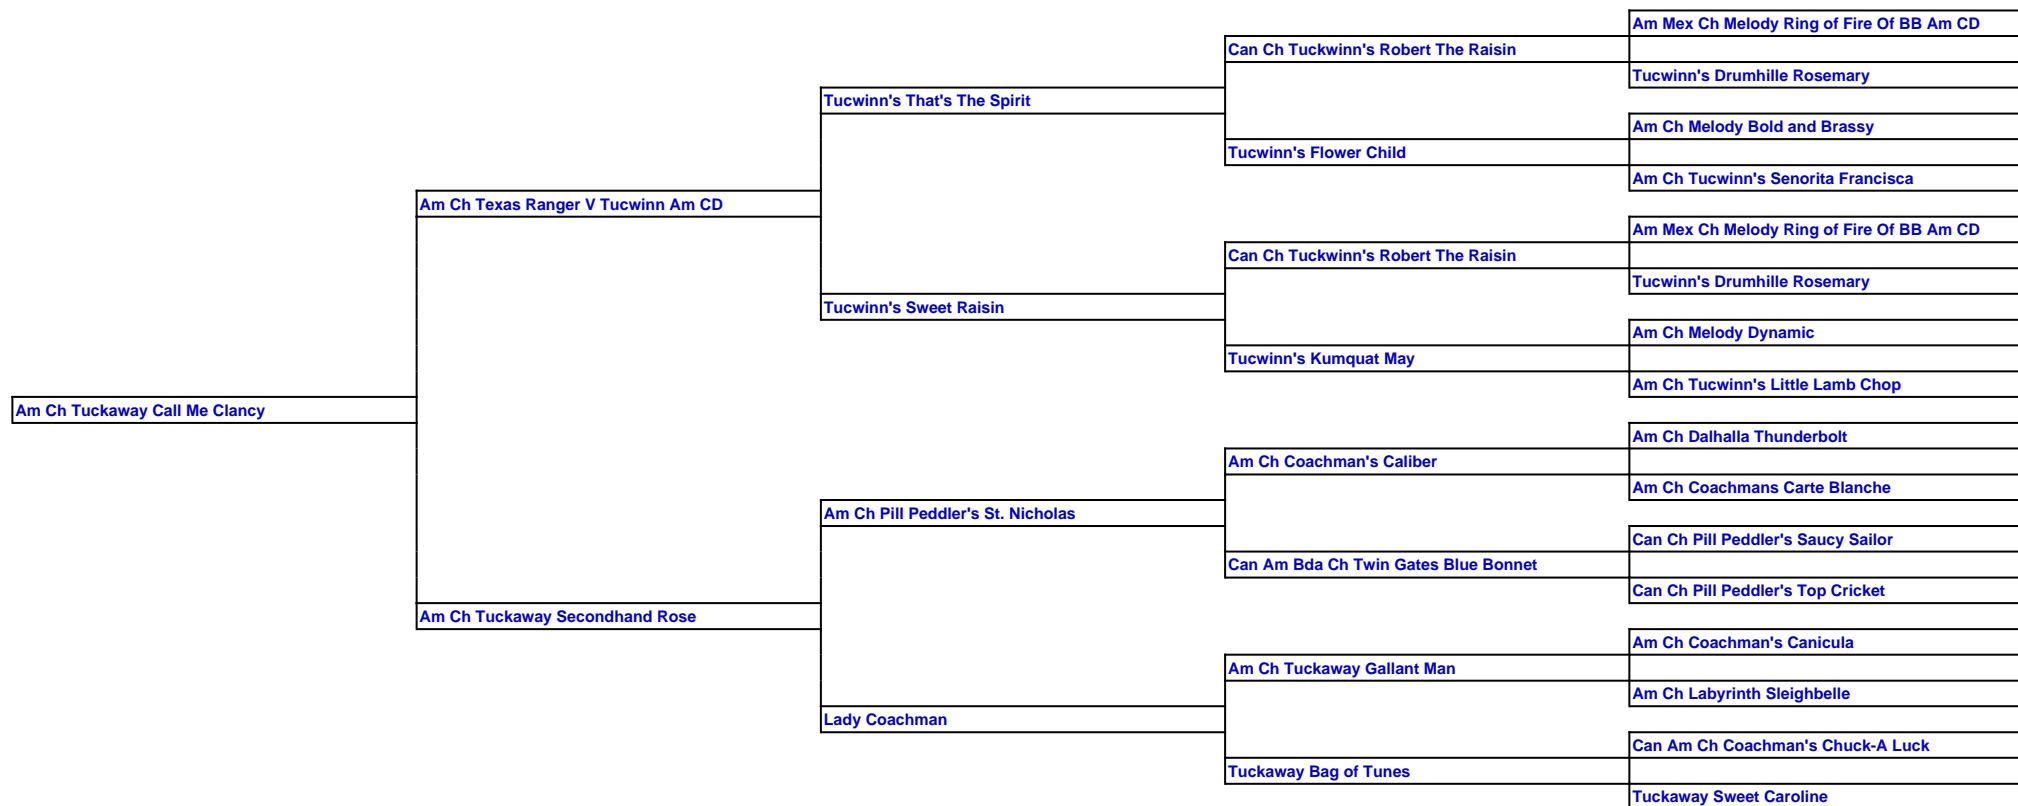 Am Mex Ch Melody Ring of Fire Of BB Am CD
Can Ch Tuckwinn's Robert The Raisin
Tucwinn's Drumhille Rosemary
Tucwinn's That's The Spirit
Am Ch Melody Bold and Brassy
Tucwinn's Flower Child
Am Ch Tucwinn's Senorita Francisca
Am Ch Texas Ranger V Tucwinn Am CD
Am Mex Ch Melody Ring of Fire Of BB Am CD
Can Ch Tuckwinn's Robert The Raisin
Tucwinn's Drumhille Rosemary
Tucwinn's Sweet Raisin
Am Ch Melody Dynamic
Tucwinn's Kumquat May
Am Ch Tucwinn's Little Lamb Chop
Am Ch Tuckaway Call Me Clancy
Am Ch Dalhalla Thunderbolt
Am Ch Coachman's Caliber
Am Ch Coachmans Carte Blanche
Am Ch Pill Peddler's St. Nicholas
Can Ch Pill Peddler's Saucy Sailor
Can Am Bda Ch Twin Gates Blue Bonnet
Can Ch Pill Peddler's Top Cricket
Am Ch Tuckaway Secondhand Rose
Am Ch Coachman's Canicula
Am Ch Tuckaway Gallant Man
Am Ch Labyrinth Sleighbelle
Lady Coachman
Can Am Ch Coachman's Chuck-A Luck
Tuckaway Bag of Tunes
Tuckaway Sweet Caroline